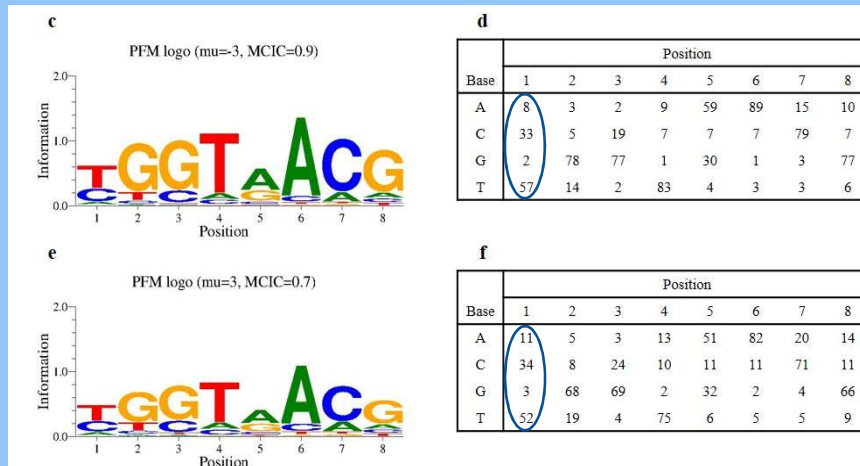 c
PFM logo (mu=-3, MCIC=0.9)
2.0
1.0
0.0
Information
1 2 3 4 5 6 7 8
Position
T G G T A A C G
d
Position
Base 1 2 3 4 5 6 7 8
A 8 3 2 9 59 89 15 10
C 33 5 19 7 7 7 79 7
G 2 78 77 1 30 1 3 77
T 57 14 2 83 4 3 3 6
e
PFM logo (mu=3, MCIC=0.7)
2.0
1.0
0.0
Information
1 2 3 4 5 6 7 8
Position
T G G T A A C G
f
Position
Base 1 2 3 4 5 6 7 8
A 11 5 3 13 51 82 20 14
C 34 8 24 10 11 11 71 11
G 3 68 69 2 32 2 4 66
T 52 19 4 75 6 5 5 9